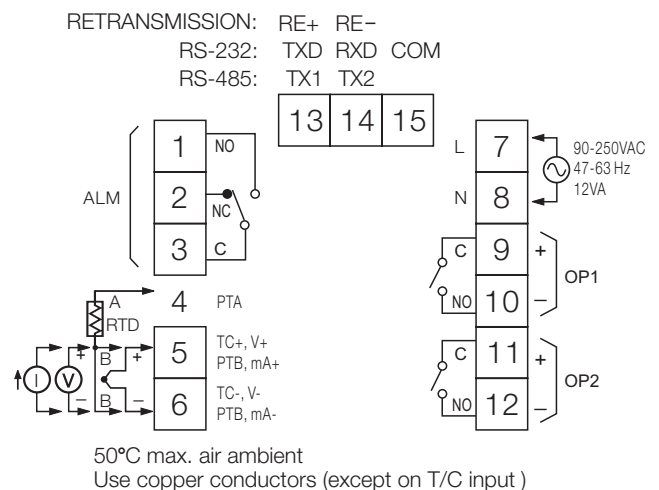 RETRANSMISSION: RE+ RE−
RS-232: TXD RXD COM
RS-485: TX1 TX2
13 14 15
ALM
1 NO
2 NC
3 C
4 PTA
A
RTD
5 TC+, V+
PTB, mA+
6 TC-, V-
PTB, mA-
I V + − B B + −
L 7
N 8
90-250VAC
47-63 Hz
12VA
C 9 +
NO 10 −
OP1
C 11 +
NO 12 −
OP2
50°C max. air ambient
Use copper conductors (except on T/C input )